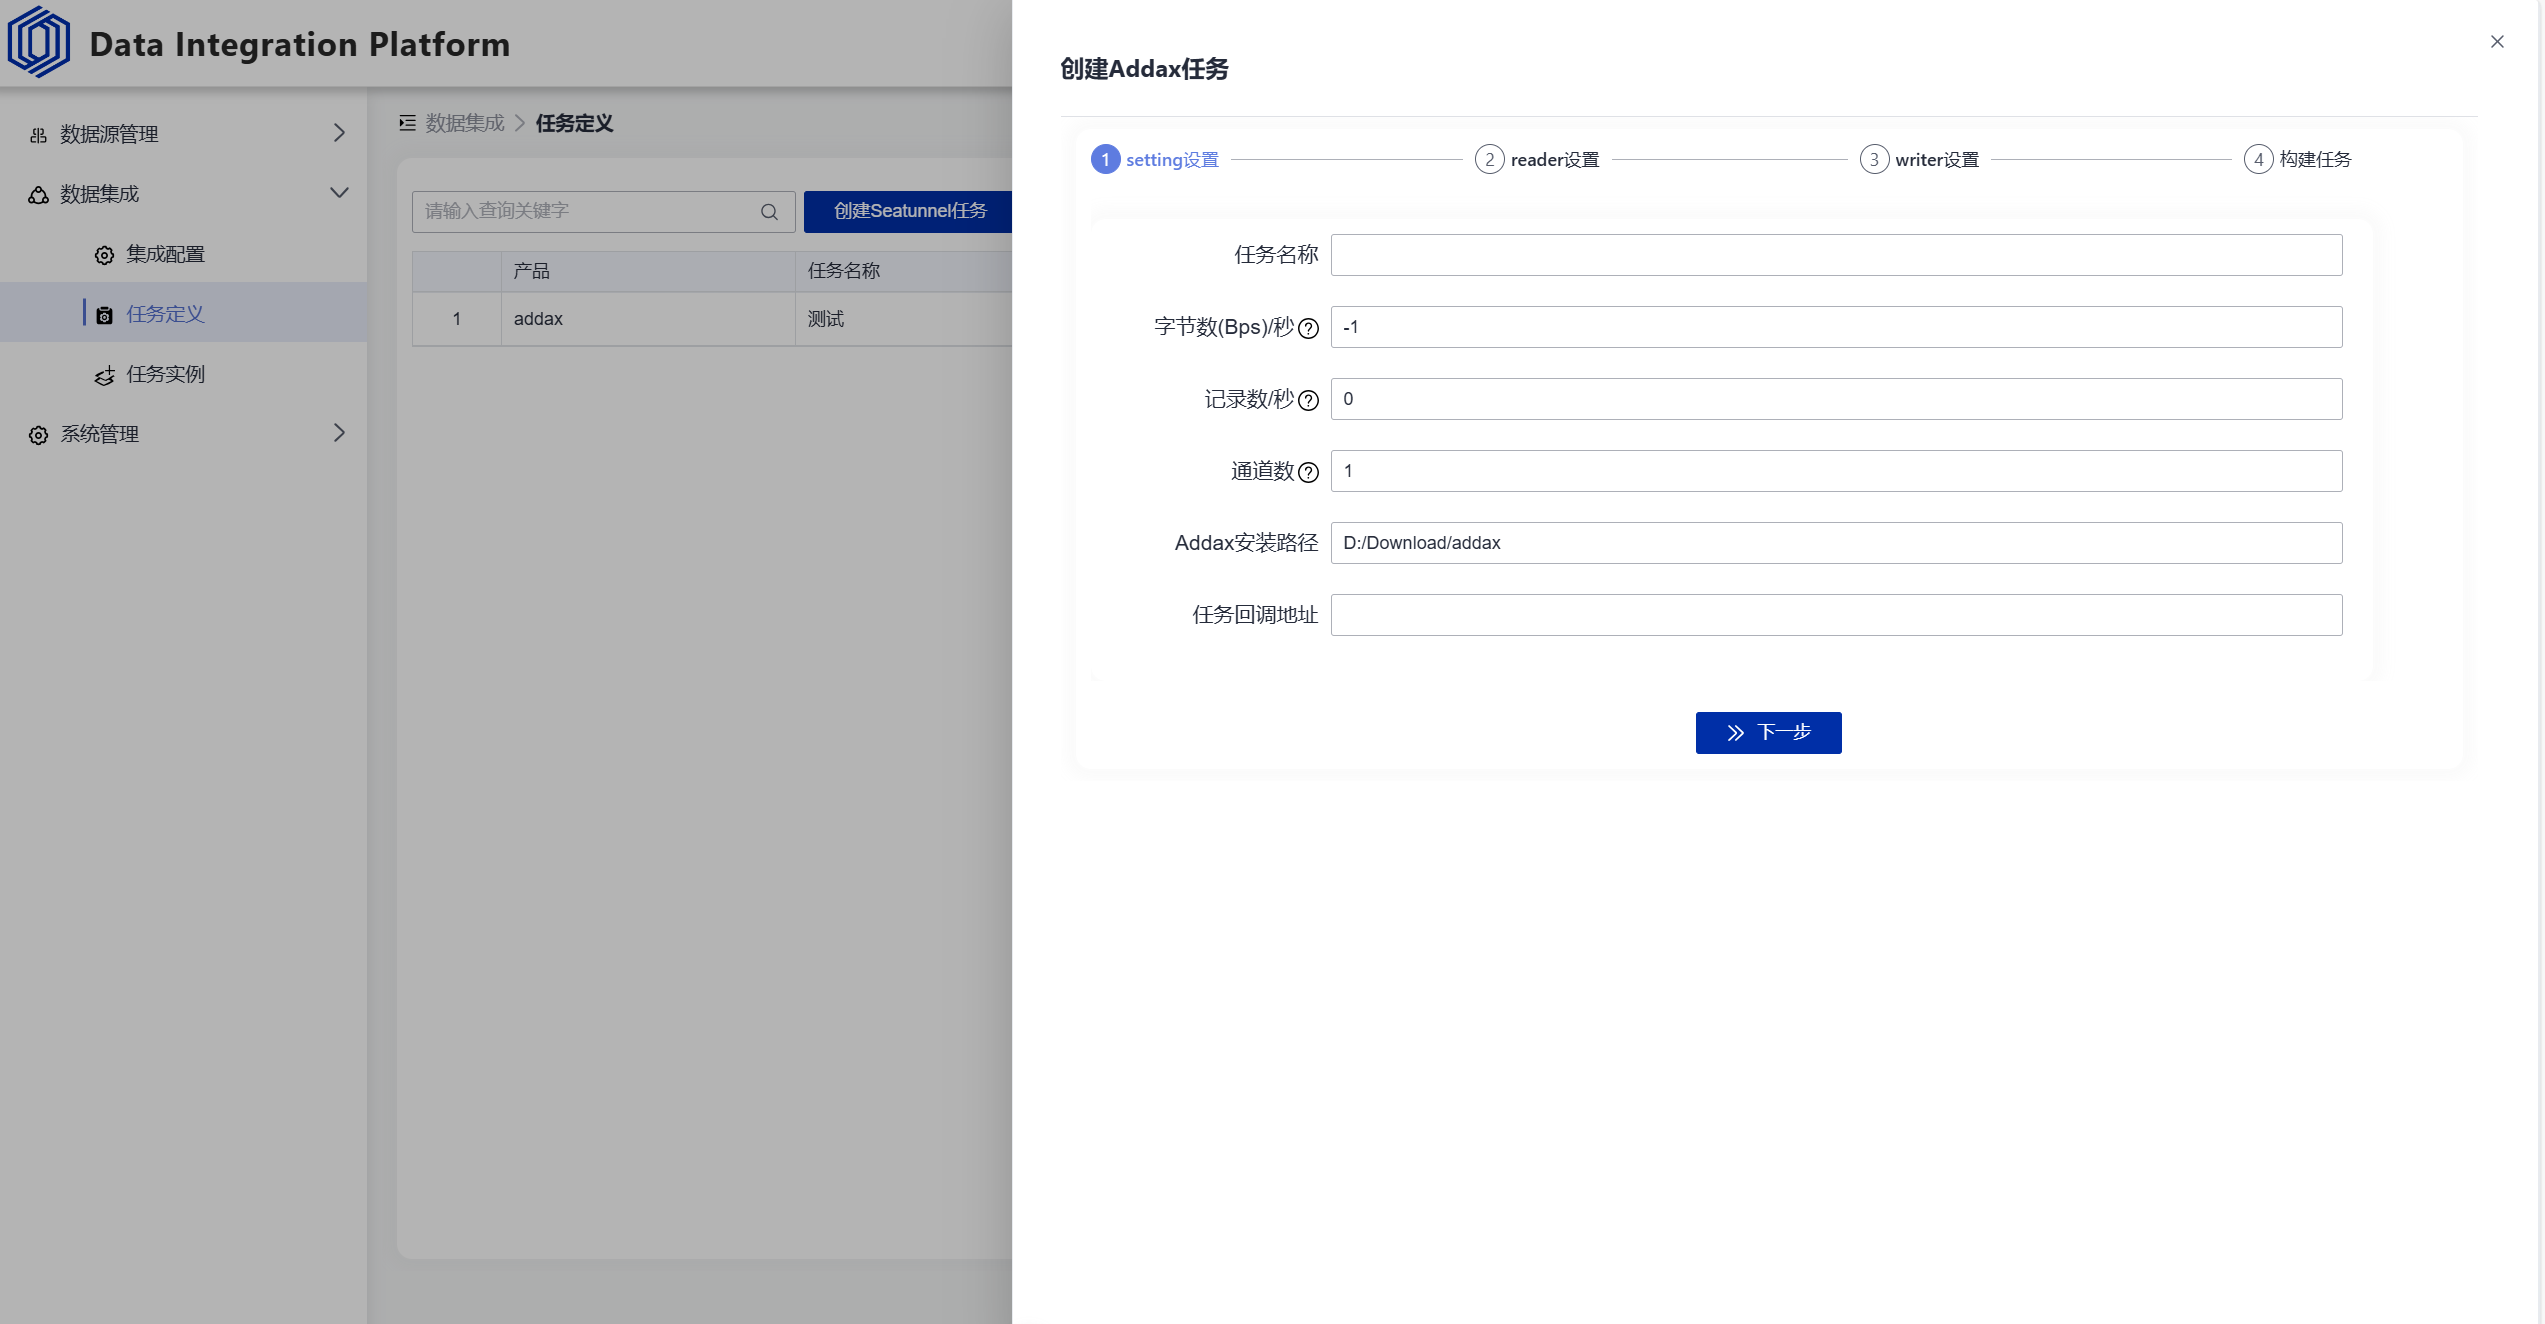 Data Integration Platform
数据源管理
数据集成
集成配置
任务定义
任务实例
系统管理
数据集成 > 任务定义
请输入查询关键字
创建Seatunnel任务
产品 任务名称
1 addax 测试
创建Addax任务
1 setting设置 2 reader设置 3 writer设置 4 构建任务
任务名称
字节数(Bps)/秒 -1
记录数/秒 0
通道数 1
Addax安装路径 D:/Download/addax
任务回调地址
下一步